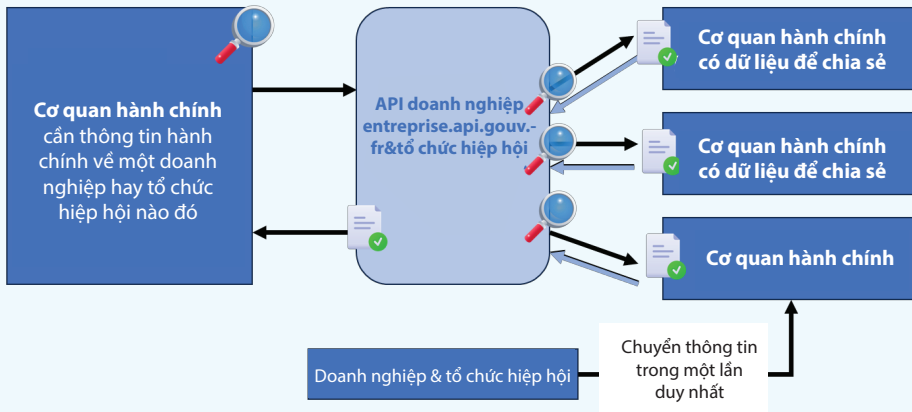 Cơ quan hành chính
cần thông tin hành
chính về một doanh
nghiệp hay tổ chức
hiệp hội nào đó
API doanh nghiệp
entreprise.api.gouv.-
fr&tổ chức hiệp hội
Cơ quan hành chính
có dữ liệu để chia sẻ
Cơ quan hành chính
có dữ liệu để chia sẻ
Cơ quan hành chính
Doanh nghiệp & tổ chức hiệp hội
Chuyển thông tin
trong một lần
duy nhất